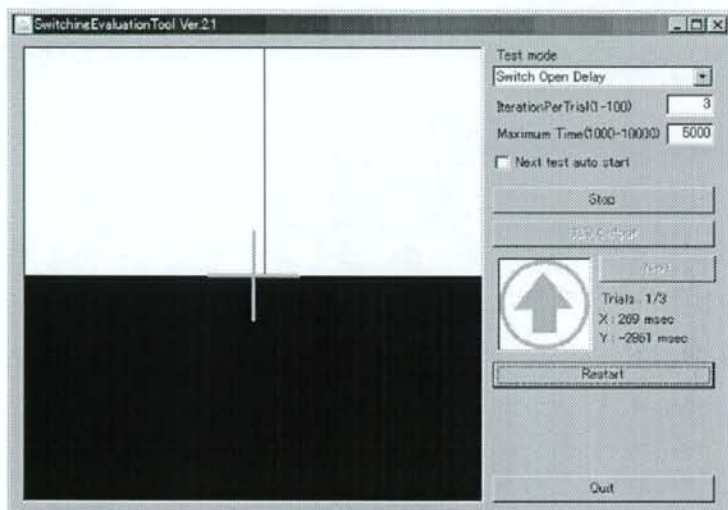 SwitchingEvaluationTool Ver.2.1
Test mode
Switch Open Delay
IterationPerTrial(1-100) 3
Maximum Time(1000-10000) 5000
Next test auto start
Stop
Next
Trials : 1/3
X : 269 msec
Y : -2951 msec
Restart
Quit